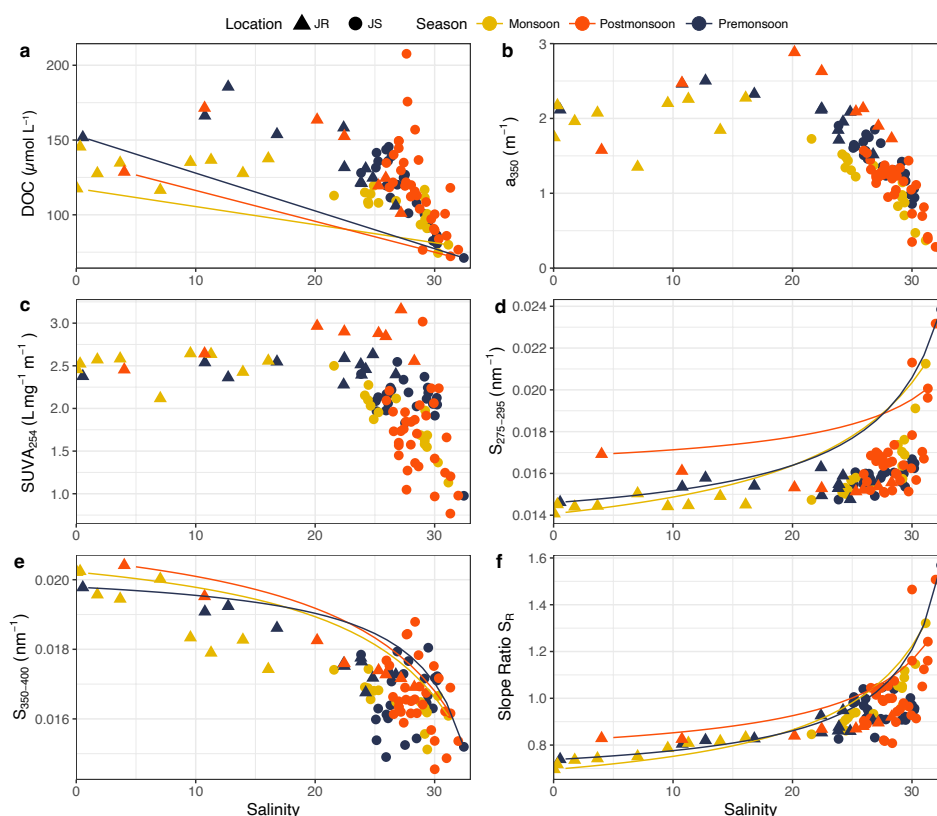 Location JR JS Season Monsoon Postmonsoon Premonsoon
a
200
150
100
DOC (µmol L⁻¹)
0 10 20 30
b
3
2
1
0
a₃₅₀ (m⁻¹)
0 10 20 30
c
3.0
2.5
2.0
1.5
1.0
SUVA₂₅₄ (L mg⁻¹ m⁻¹)
0 10 20 30
d
0.024
0.022
0.020
0.018
0.016
0.014
S₂₇₅₋₂₉₅ (nm⁻¹)
0 10 20 30
e
0.020
0.018
0.016
S₃₅₀₋₄₀₀ (nm⁻¹)
0 10 20 30
Salinity
f
1.6
1.4
1.2
1.0
0.8
Slope Ratio S_R
0 10 20 30
Salinity